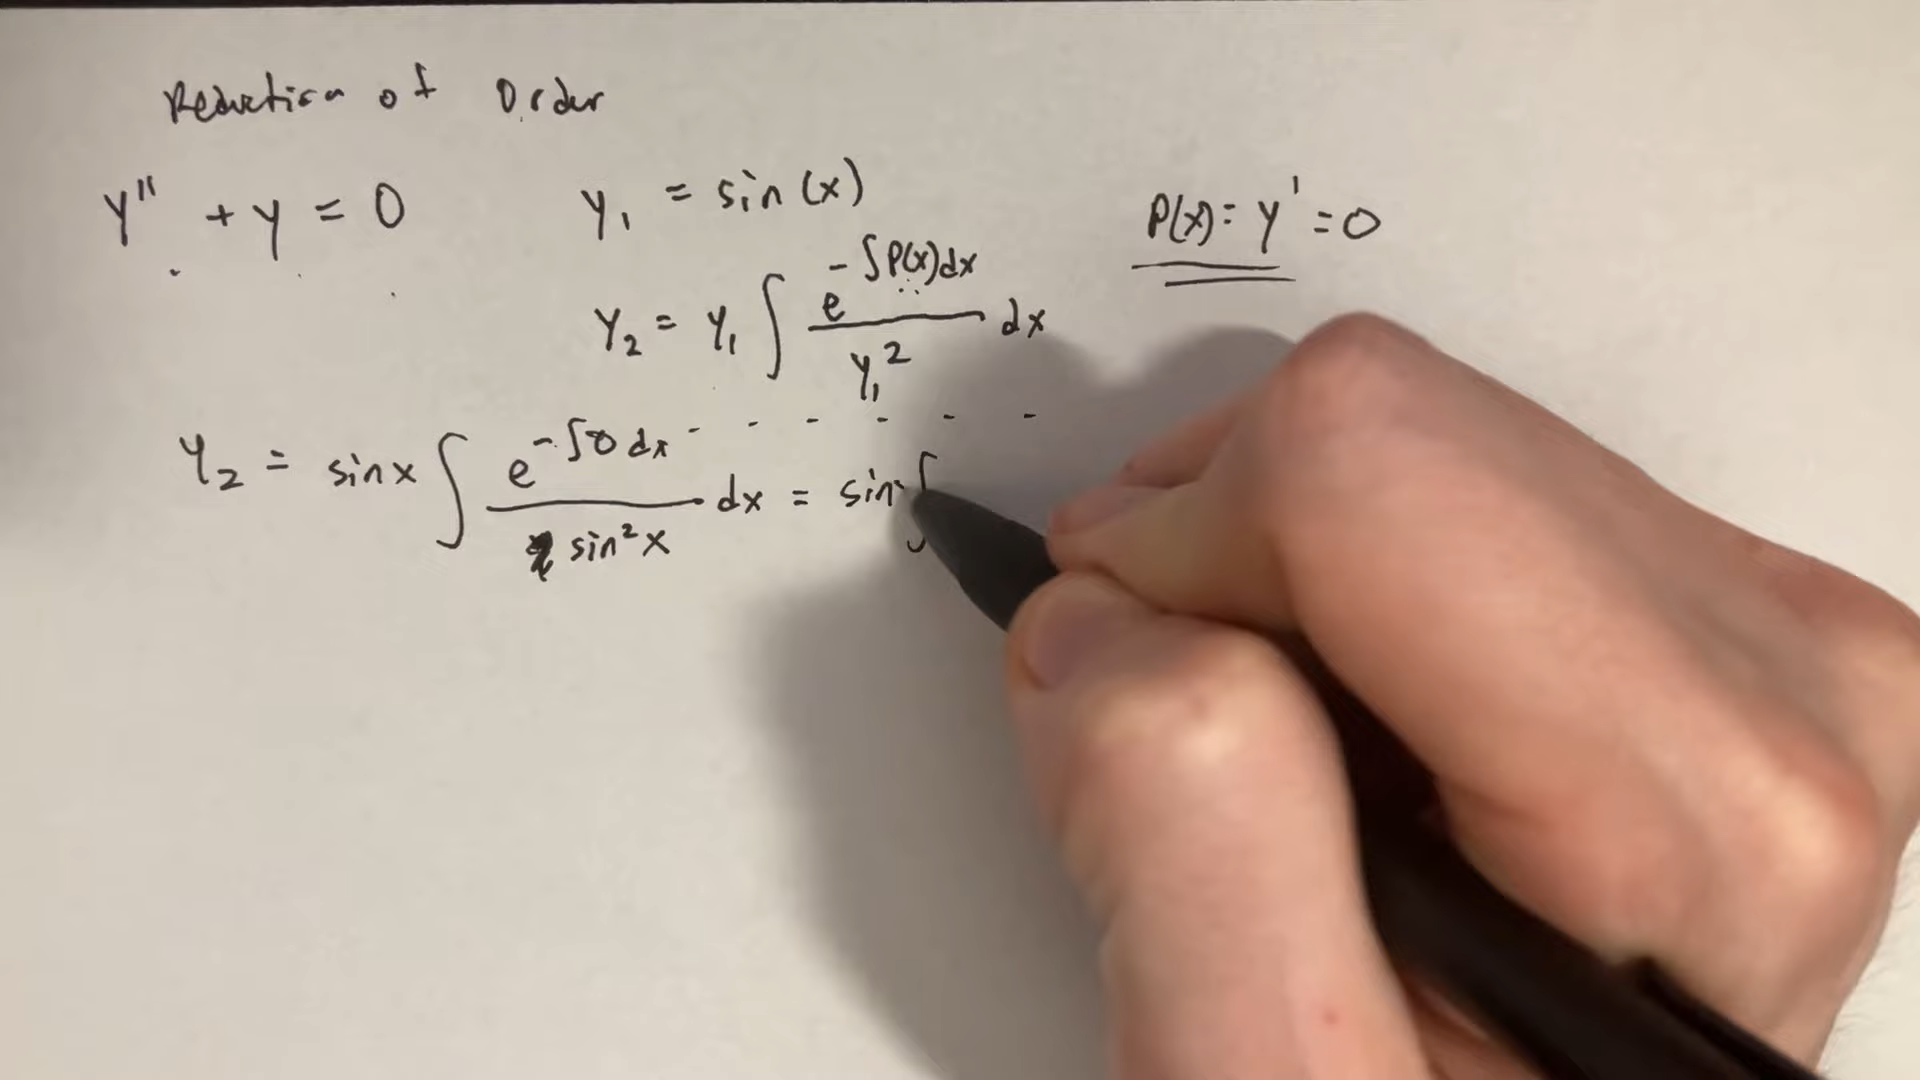 Reduction of Order
y'' + y = 0    y₁ = sin(x)    P(x) = y' = 0
y₂ = y₁ ∫ e^(-∫P(x)dx) / y₁² dx
y₂ = sin x ∫ e^(-∫0 dx) / sin²x dx = sin x ∫